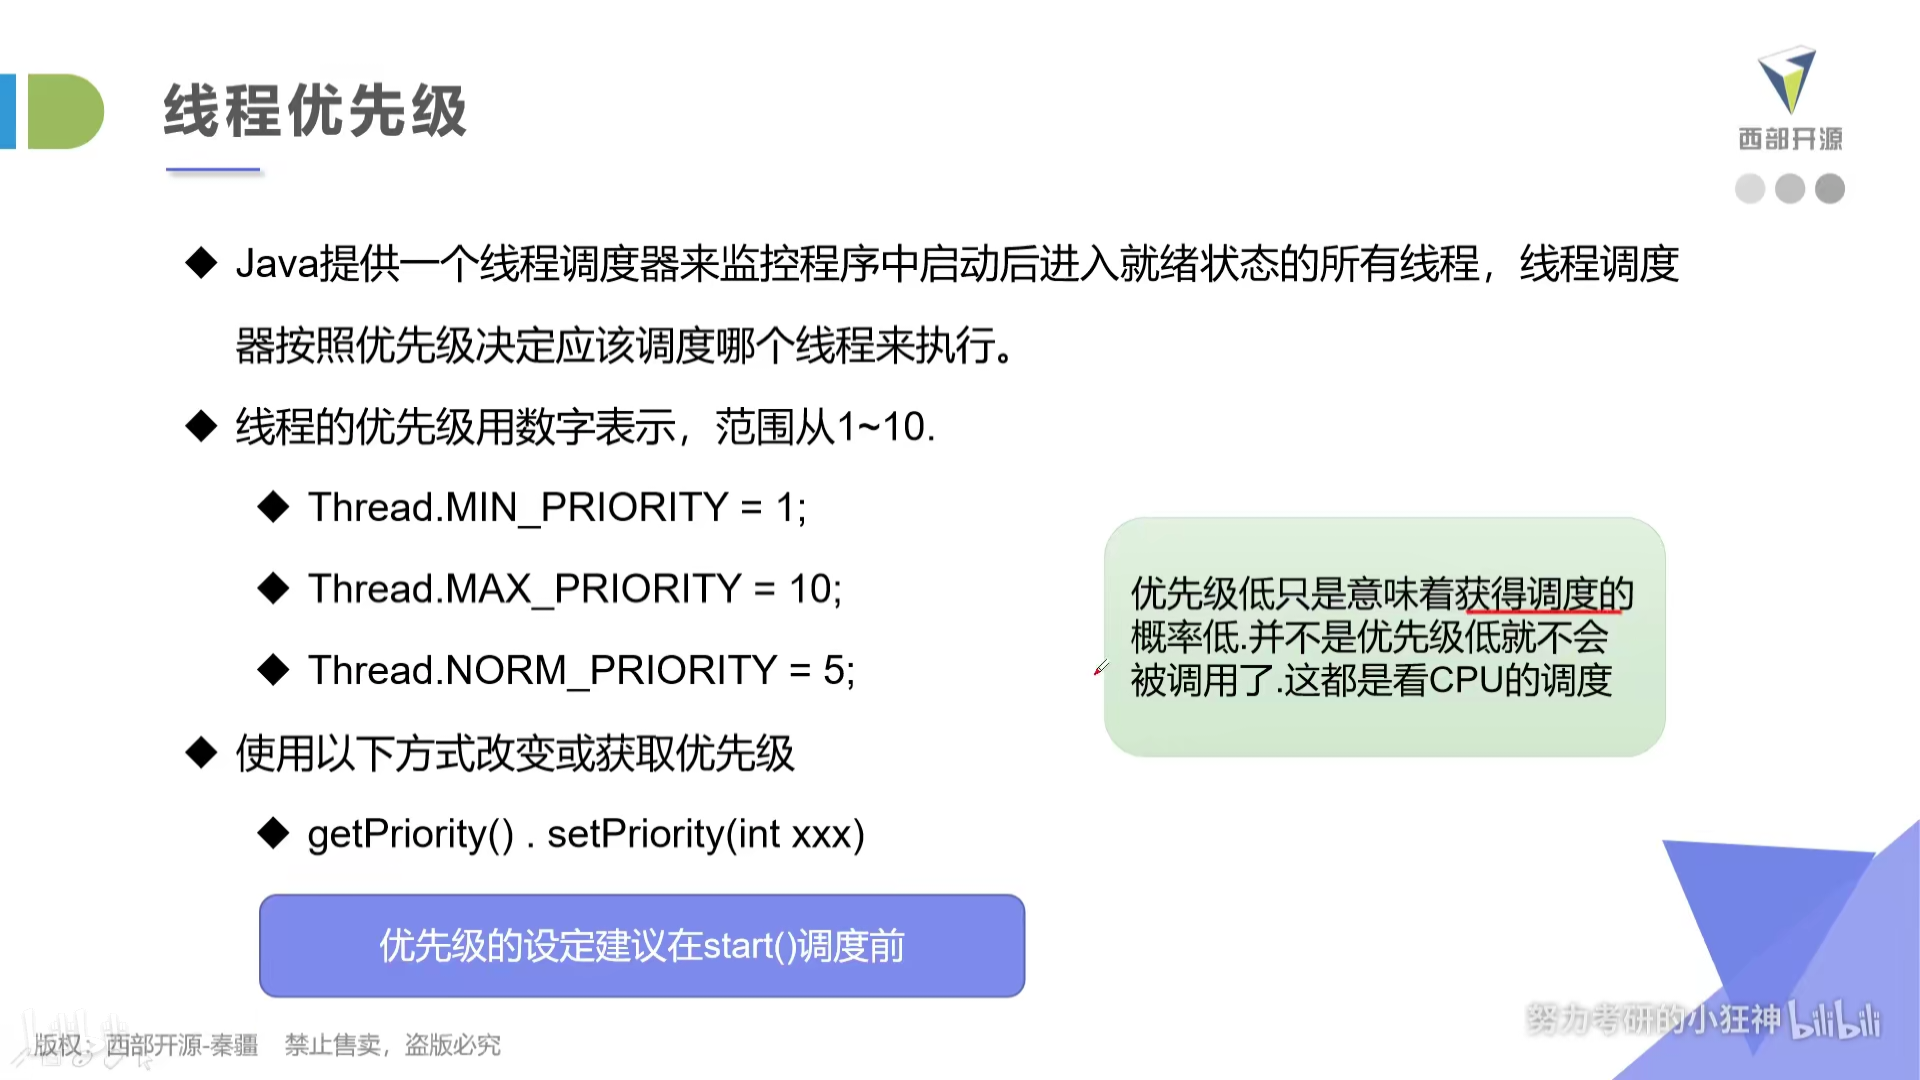 线程优先级
西部开源
Java提供一个线程调度器来监控程序中启动后进入就绪状态的所有线程，线程调度
器按照优先级决定应该调度哪个线程来执行。
线程的优先级用数字表示，范围从1~10.
Thread.MIN_PRIORITY = 1;
Thread.MAX_PRIORITY = 10;
Thread.NORM_PRIORITY = 5;
优先级低只是意味着获得调度的
概率低.并不是优先级低就不会
被调用了.这都是看CPU的调度
使用以下方式改变或获取优先级
getPriority() . setPriority(int xxx)
优先级的设定建议在start()调度前
努力考研的小狂神 bilibili
版权：西部开源-秦疆 禁止售卖，盗版必究